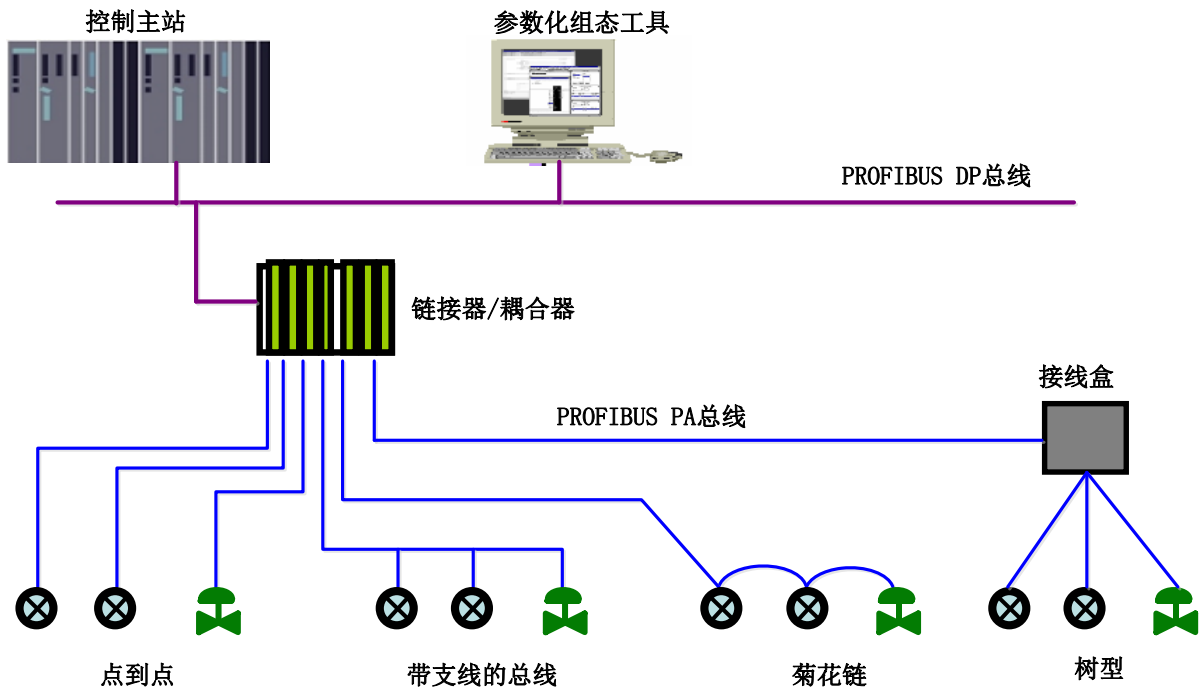 控制主站
参数化组态工具
PROFIBUS DP总线
链接器/耦合器
接线盒
PROFIBUS PA总线
点到点
带支线的总线
菊花链
树型